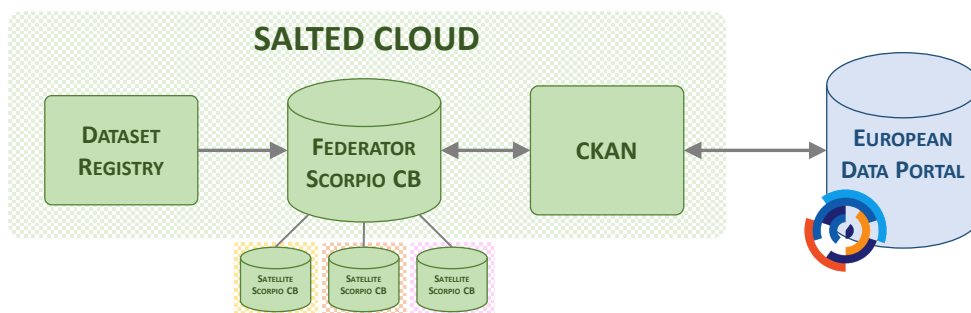 SALTED CLOUD
DATASET
REGISTRY
FEDERATOR
SCORPIO CB
CKAN
EUROPEAN
DATA PORTAL
SATELLITE
SCORPIO CB
SATELLITE
SCORPIO CB
SATELLITE
SCORPIO CB